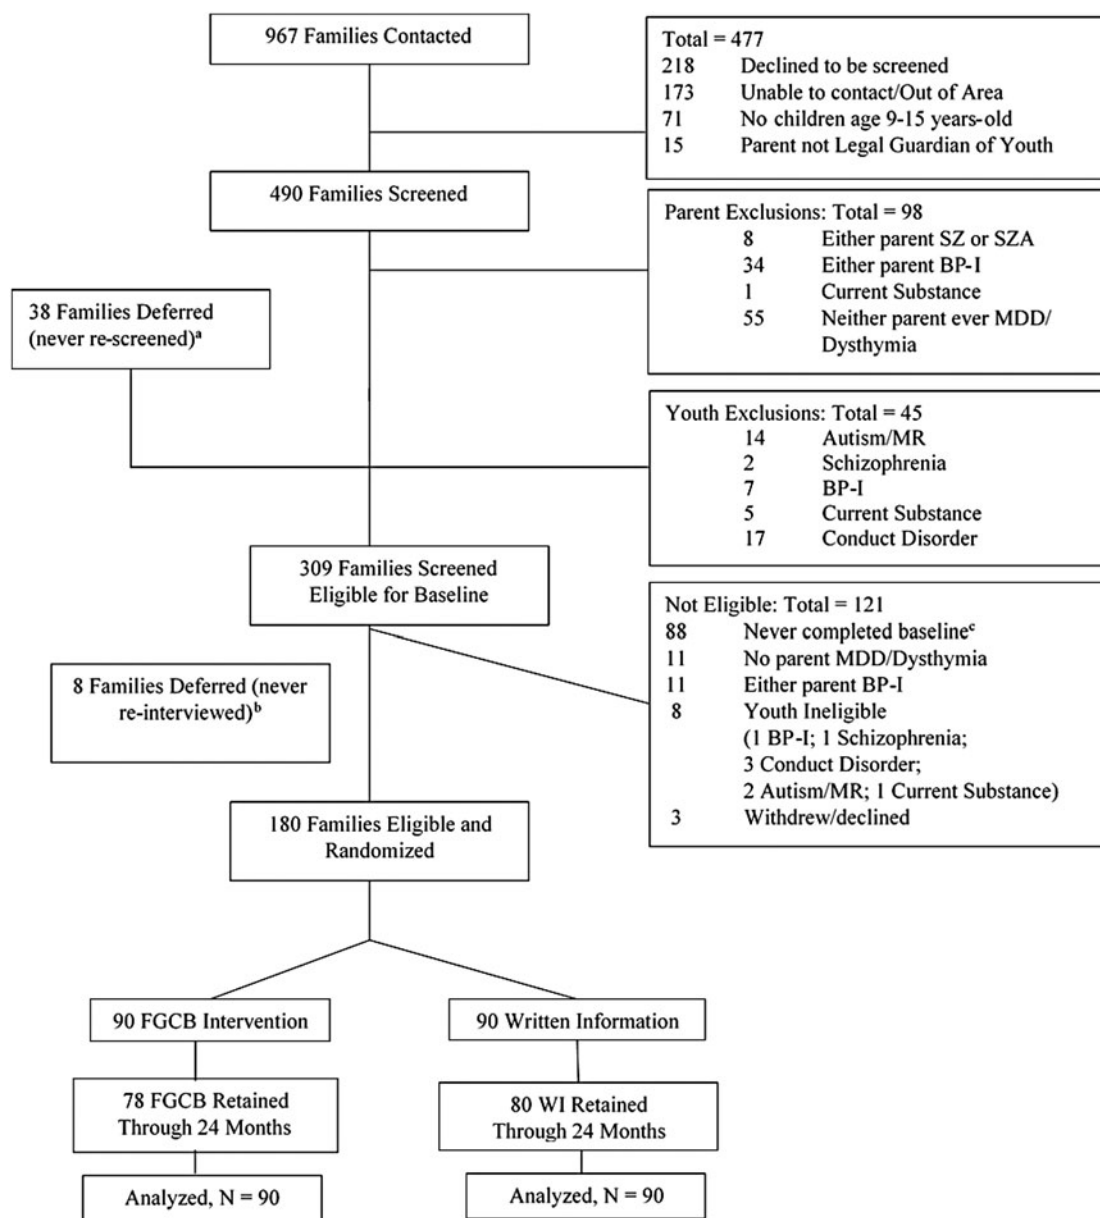 967 Families Contacted
Total = 477
218 Declined to be screened
173 Unable to contact/Out of Area
71 No children age 9-15 years-old
15 Parent not Legal Guardian of Youth
490 Families Screened
Parent Exclusions: Total = 98
8 Either parent SZ or SZA
34 Either parent BP-I
1 Current Substance
55 Neither parent ever MDD/
Dysthymia
38 Families Deferred
(never re-screened)ᵃ
Youth Exclusions: Total = 45
14 Autism/MR
2 Schizophrenia
7 BP-I
5 Current Substance
17 Conduct Disorder
309 Families Screened
Eligible for Baseline
Not Eligible: Total = 121
88 Never completed baselineᶜ
11 No parent MDD/Dysthymia
11 Either parent BP-I
8 Youth Ineligible
(1 BP-I; 1 Schizophrenia;
3 Conduct Disorder;
2 Autism/MR; 1 Current Substance)
3 Withdrew/declined
8 Families Deferred (never
re-interviewed)ᵇ
180 Families Eligible and
Randomized
90 FGCB Intervention
90 Written Information
78 FGCB Retained
Through 24 Months
80 WI Retained
Through 24 Months
Analyzed, N = 90
Analyzed, N = 90